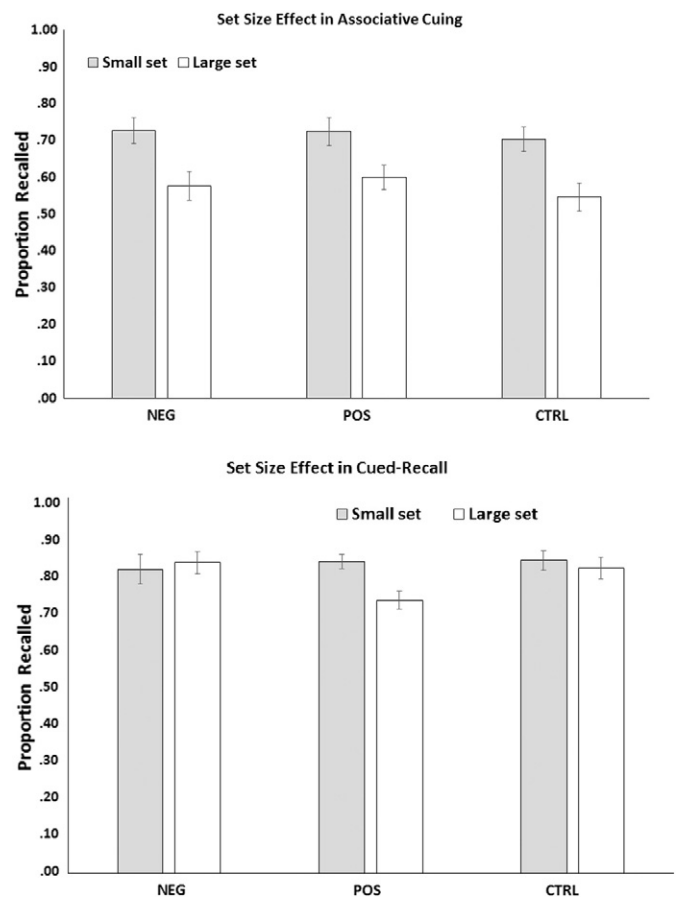 Set Size Effect in Associative Cuing
1.00
Small set Large set
.90
.80
.70
.60
.50
.40
.30
.20
.10
.00
Proportion Recalled
NEG POS CTRL
Set Size Effect in Cued-Recall
1.00
Small set Large set
.90
.80
.70
.60
.50
.40
.30
.20
.10
.00
Proportion Recalled
NEG POS CTRL